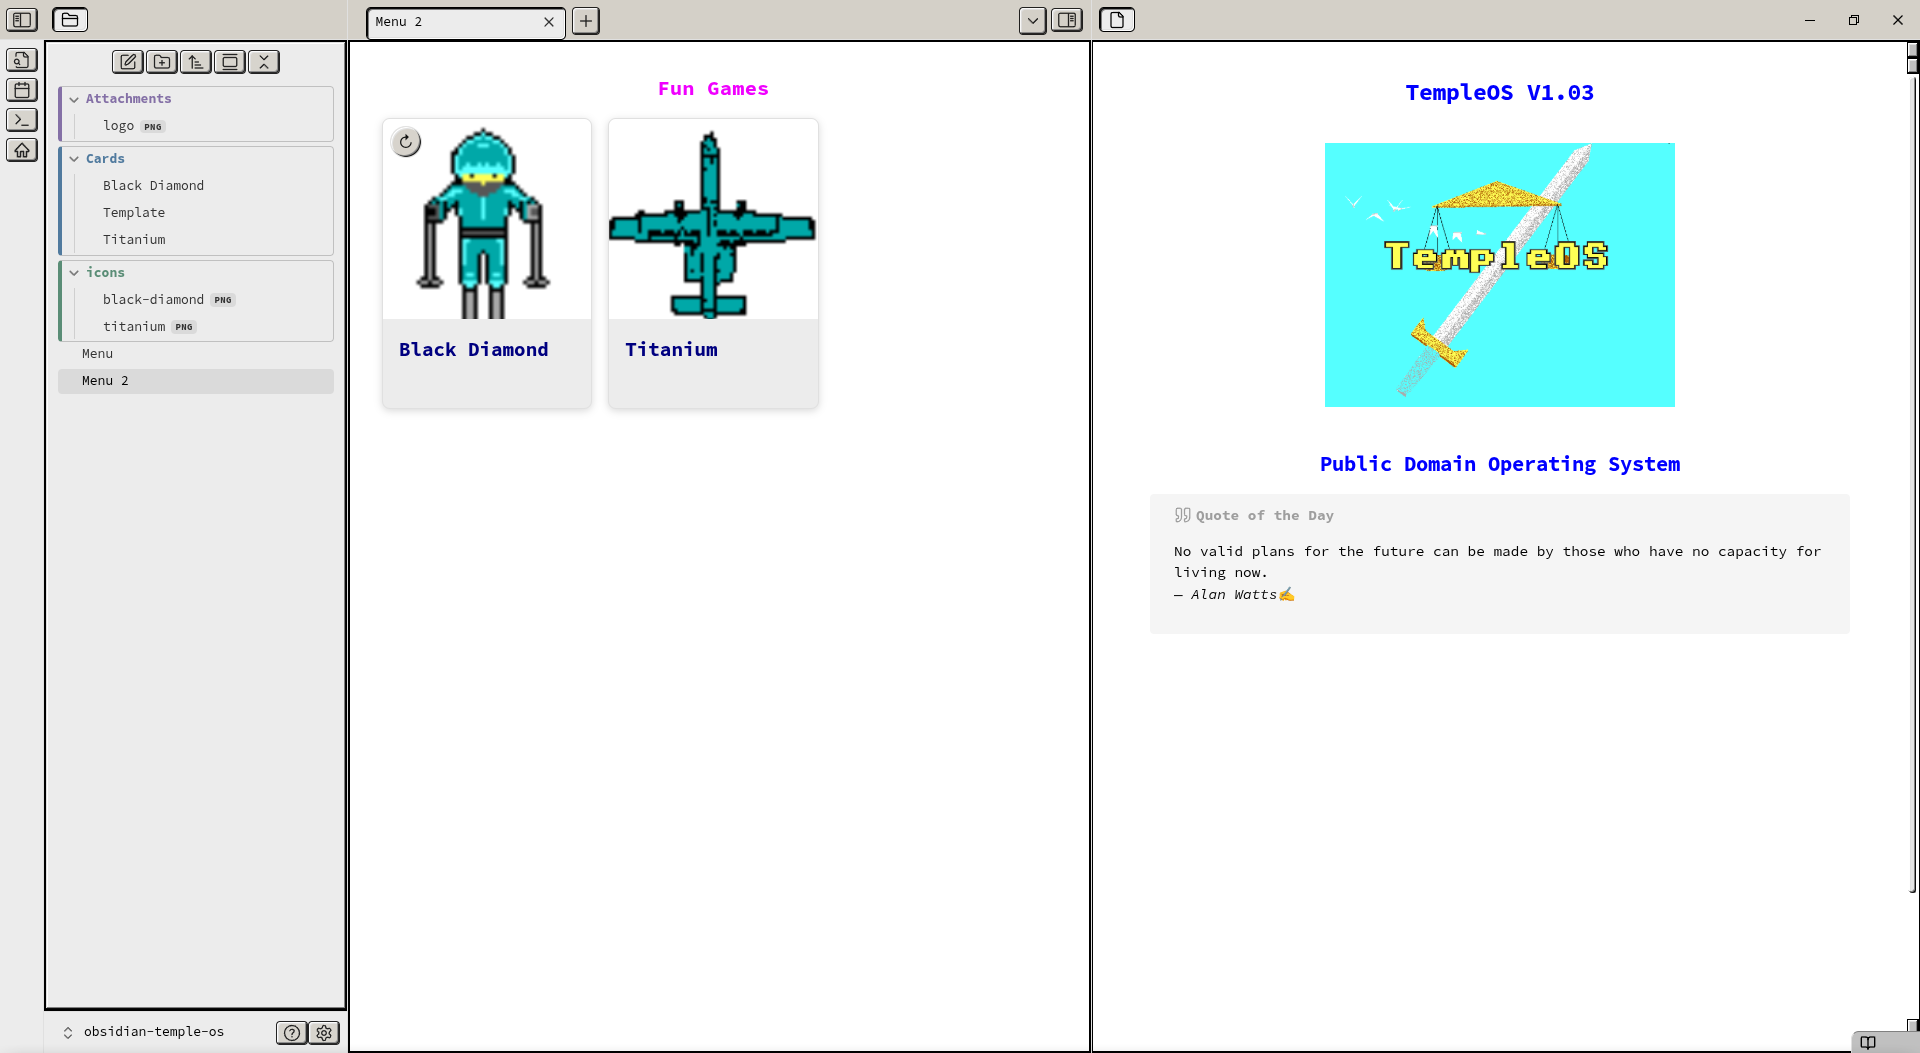 Menu 2
Attachments
logo PNG
Cards
Black Diamond
Template
Titanium
icons
black-diamond PNG
titanium PNG
Menu
Menu 2
obsidian-temple-os
Fun Games
Black Diamond
Titanium
TempleOS V1.03
TempleOS
Public Domain Operating System
Quote of the Day
No valid plans for the future can be made by those who have no capacity for
living now.
— Alan Watts✍